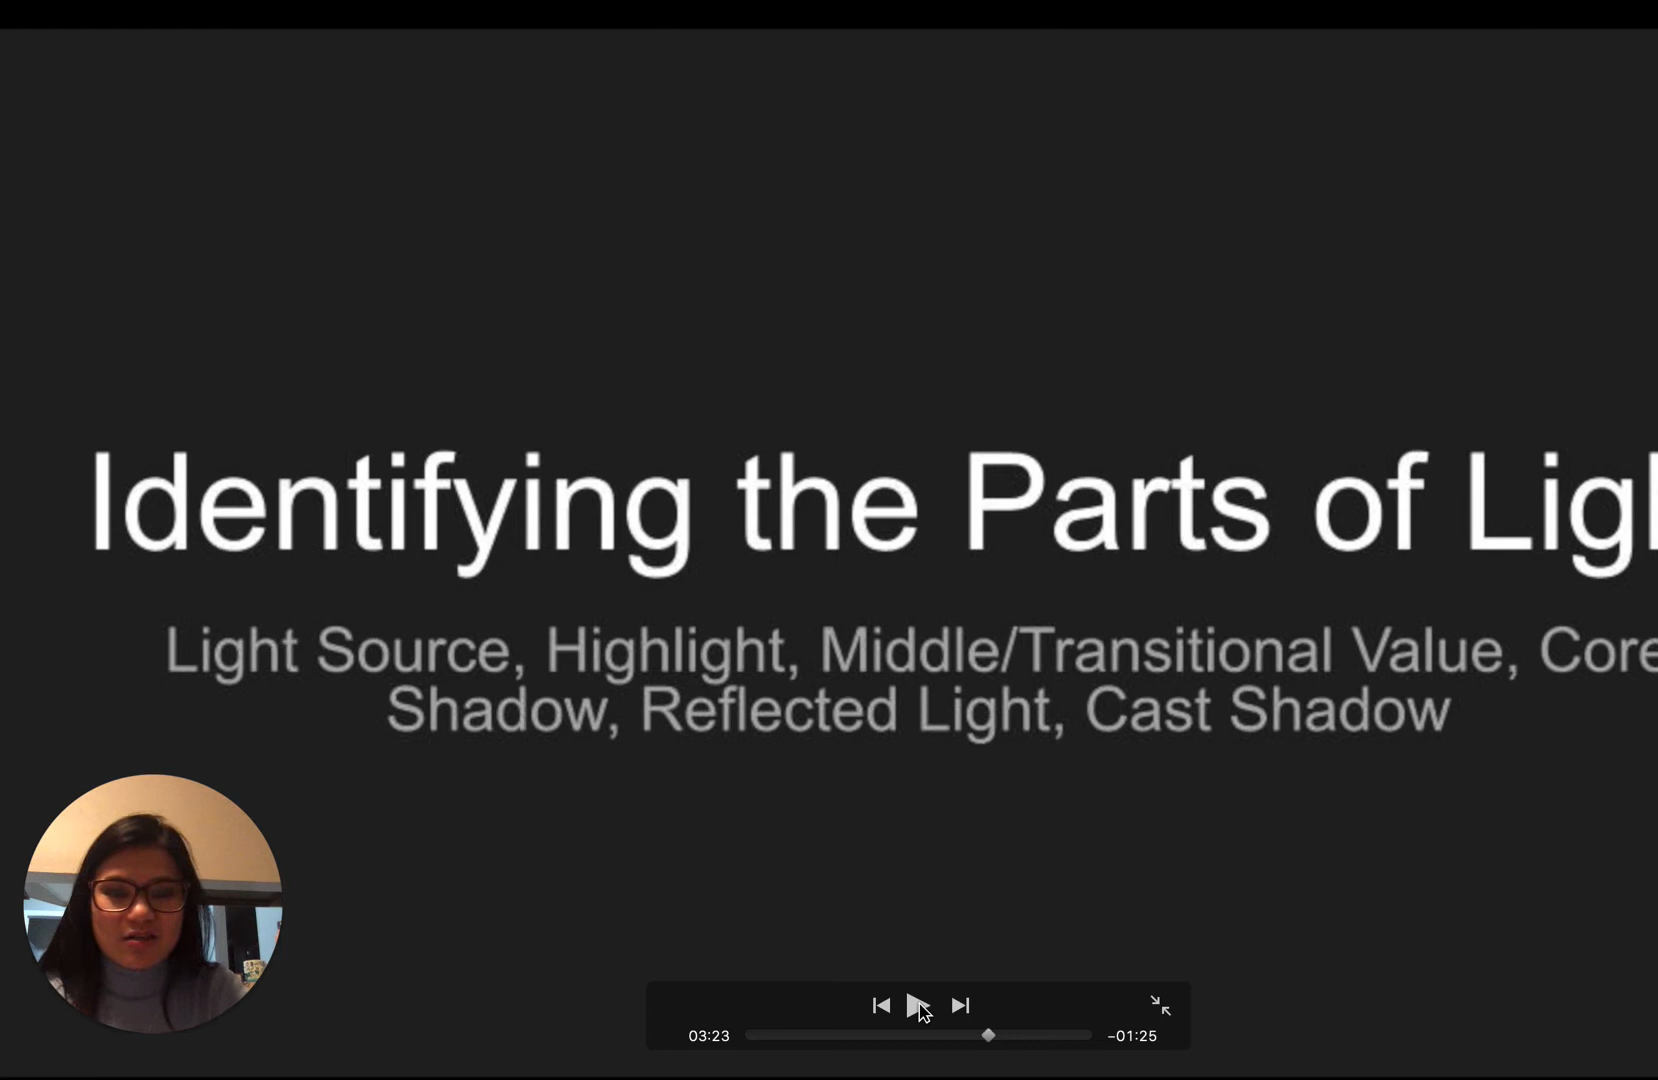 Identifying the Parts of Ligh
Light Source, Highlight, Middle/Transitional Value, Core
Shadow, Reflected Light, Cast Shadow
03:23
-01:25